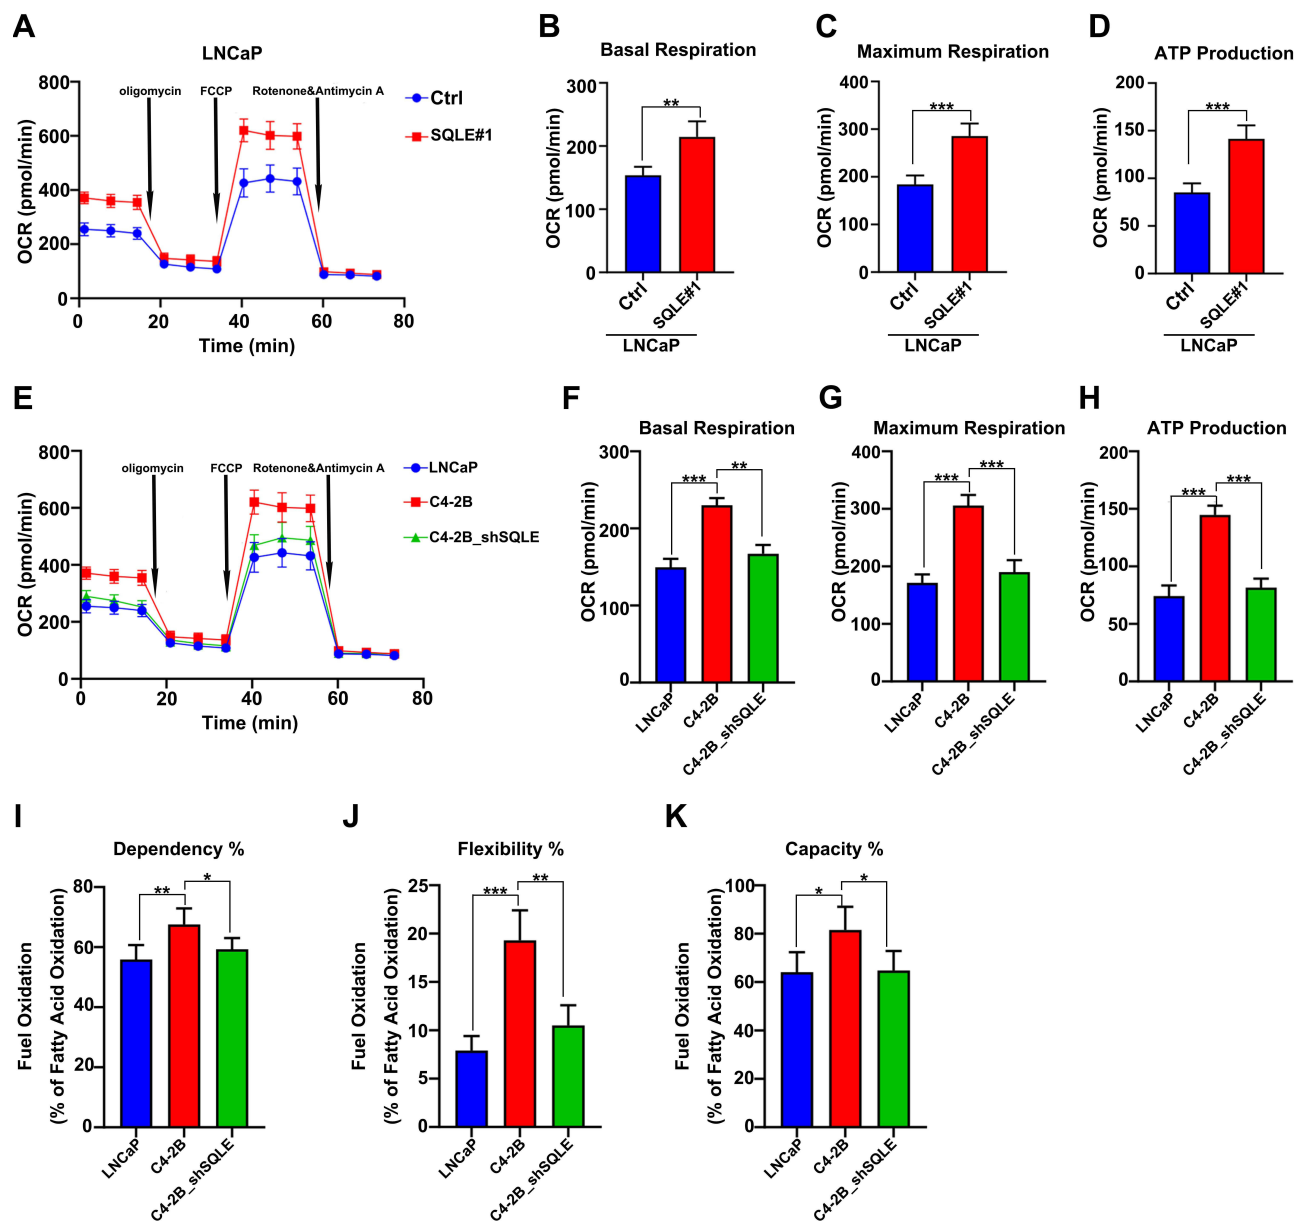 A
LNCaP
OCR (pmol/min)
800
600
400
200
0
0
20
40
60
80
Time (min)
oligomycin
FCCP
Rotenone&Antimycin A
Ctrl
SQLE#1
B
Basal Respiration
OCR (pmol/min)
300
200
100
0
**
Ctrl
SQLE#1
LNCaP
C
Maximum Respiration
OCR (pmol/min)
400
300
200
100
0
***
Ctrl
SQLE#1
LNCaP
D
ATP Production
OCR (pmol/min)
200
150
100
50
0
***
Ctrl
SQLE#1
LNCaP
E
OCR (pmol/min)
800
600
400
200
0
0
20
40
60
80
Time (min)
oligomycin
FCCP
Rotenone&Antimycin A
LNCaP
C4-2B
C4-2B_shSQLE
F
Basal Respiration
OCR (pmol/min)
300
200
100
0
***
**
LNCaP
C4-2B
C4-2B_shSQLE
G
Maximum Respiration
OCR (pmol/min)
400
300
200
100
0
***
***
LNCaP
C4-2B
C4-2B_shSQLE
H
ATP Production
OCR (pmol/min)
200
150
100
50
0
***
***
LNCaP
C4-2B
C4-2B_shSQLE
I
Dependency %
Fuel Oxidation
(% of Fatty Acid Oxidation)
80
60
40
20
0
**
*
LNCaP
C4-2B
C4-2B_shSQLE
J
Flexibility %
Fuel Oxidation
(% of Fatty Acid Oxidation)
25
20
15
10
5
0
***
**
LNCaP
C4-2B
C4-2B_shSQLE
K
Capacity %
Fuel Oxidation
(% of Fatty Acid Oxidation)
100
80
60
40
20
0
*
*
LNCaP
C4-2B
C4-2B_shSQLE